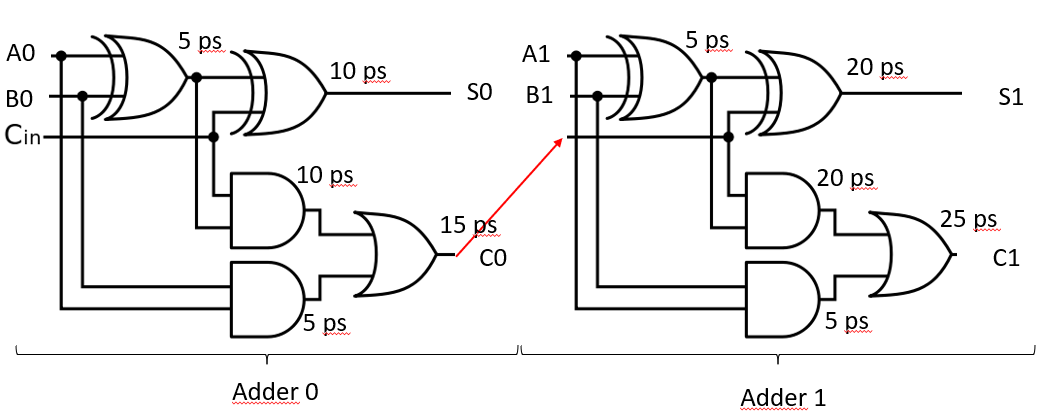 A0
B0
Cin
5 ps
10 ps
S0
10 ps
15 ps
C0
5 ps
Adder 0
A1
B1
5 ps
20 ps
S1
20 ps
25 ps
C1
5 ps
Adder 1